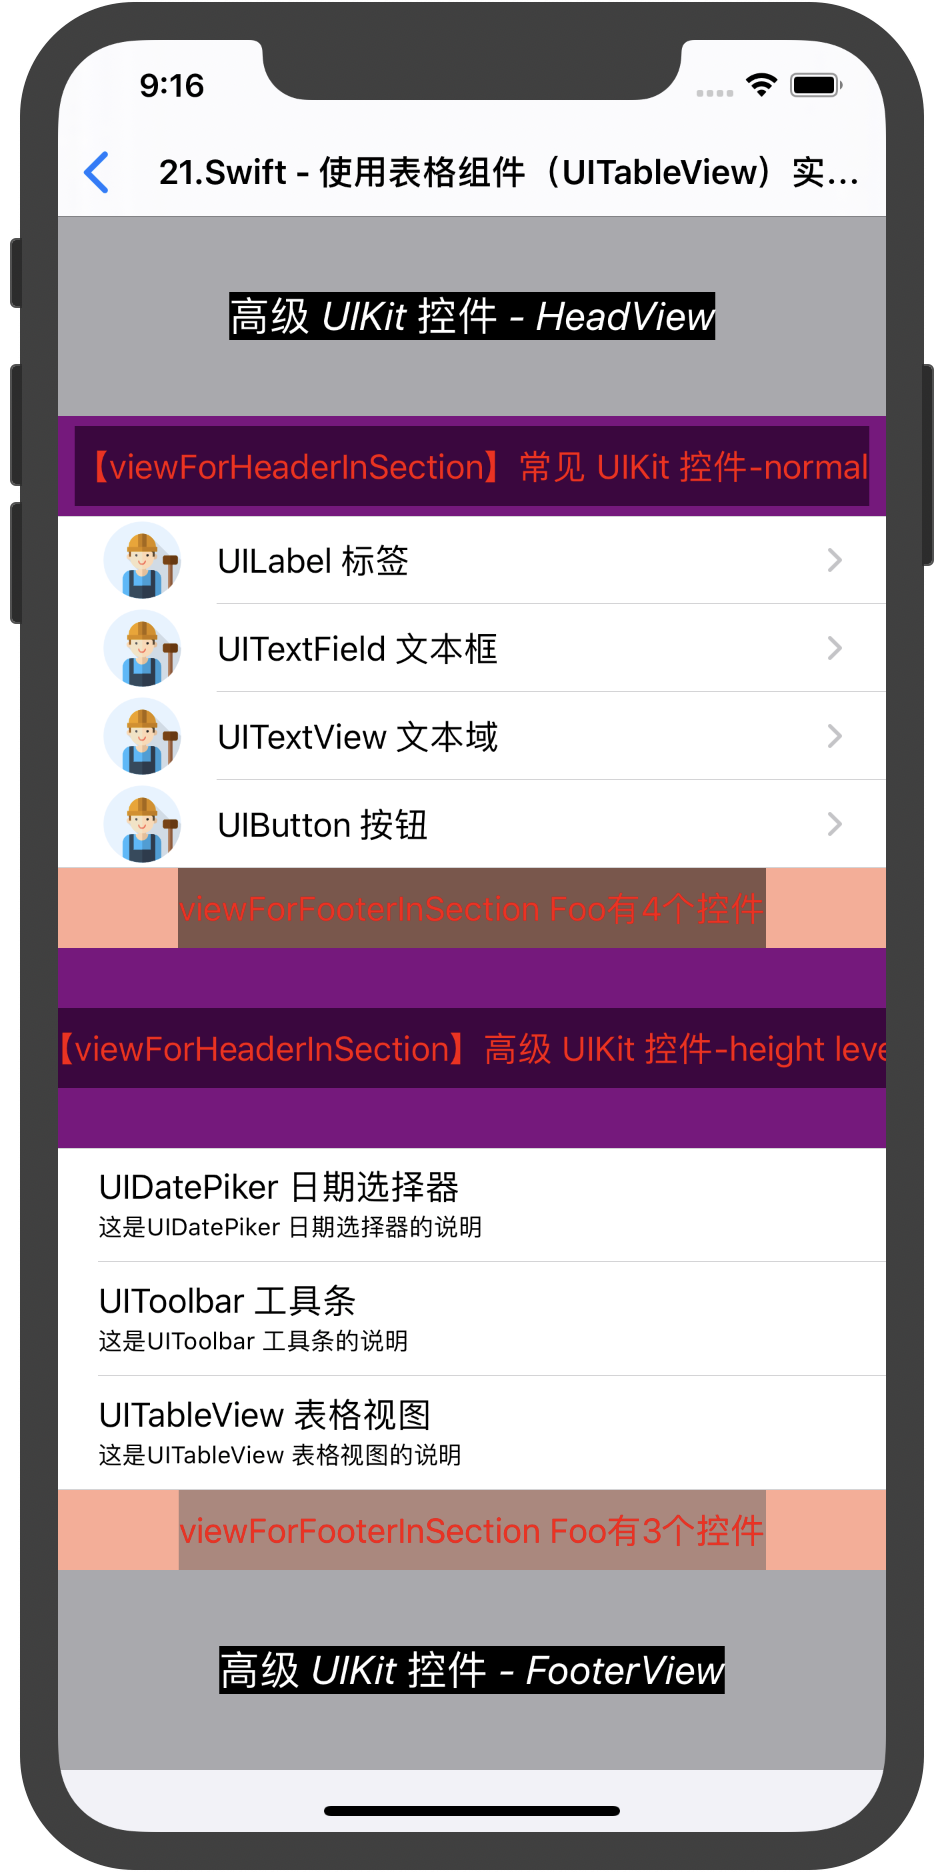 9:16
21.Swift - 使用表格组件（UITableView）实...
高级 UIKit 控件 - HeadView
【viewForHeaderInSection】常见 UIKit 控件-normal
UILabel 标签
UITextField 文本框
UITextView 文本域
UIButton 按钮
viewForFooterInSection Foo有4个控件
【viewForHeaderInSection】高级 UIKit 控件-height leve
UIDatePiker 日期选择器
这是UIDatePiker 日期选择器的说明
UIToolbar 工具条
这是UIToolbar 工具条的说明
UITableView 表格视图
这是UITableView 表格视图的说明
viewForFooterInSection Foo有3个控件
高级 UIKit 控件 - FooterView